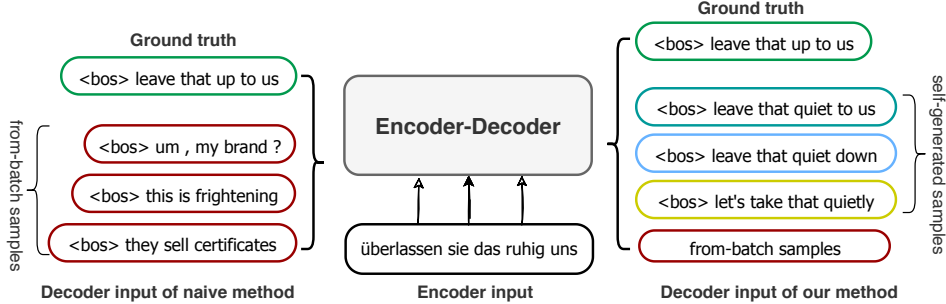 Ground truth
<bos> leave that up to us
from-batch samples
<bos> um , my brand ?
<bos> this is frightening
<bos> they sell certificates
Decoder input of naive method
Encoder-Decoder
überlassen sie das ruhig uns
Encoder input
Ground truth
<bos> leave that up to us
<bos> leave that quiet to us
<bos> leave that quiet down
<bos> let's take that quietly
self-generated samples
from-batch samples
Decoder input of our method